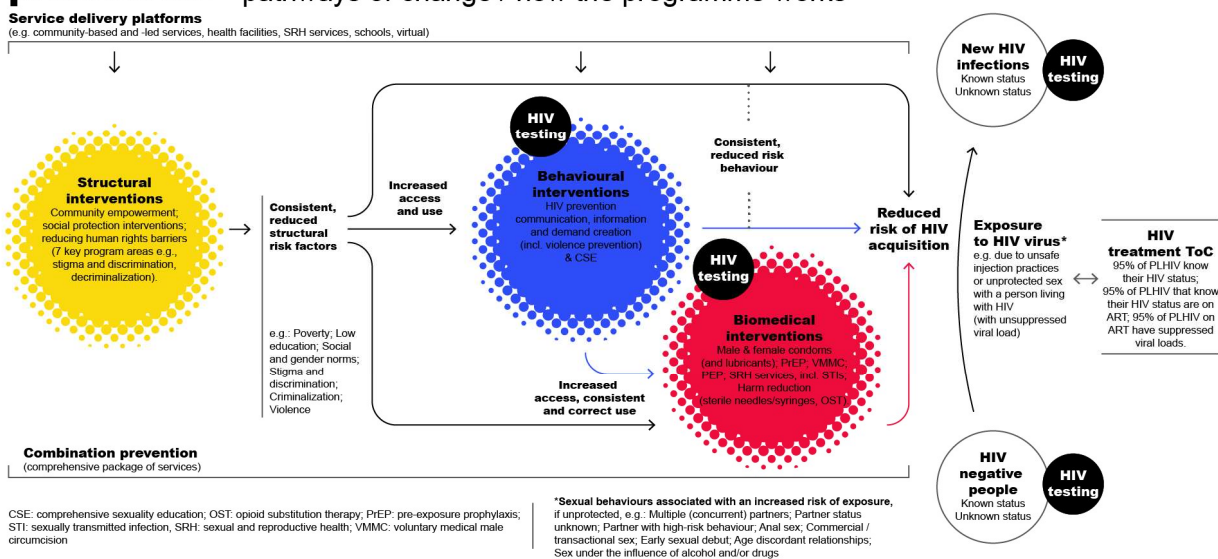 pathways of change / how the programme works
Service delivery platforms
(e.g. community-based and -led services, health facilities, SRH services, schools, virtual)
Structural
interventions
Community empowerment;
social protection interventions;
reducing human rights barriers
(7 key program areas e.g.,
stigma and discrimination,
decriminalization).
Consistent,
reduced
structural
risk factors
e.g.: Poverty; Low
education; Social
and gender norms;
Stigma and
discrimination;
Criminalization;
Violence
Increased
access
and use
HIV
testing
Behavioural
interventions
HIV prevention
communication, information
and demand creation
(incl. violence prevention)
& CSE
Consistent,
reduced risk
behaviour
HIV
testing
Biomedical
interventions
Male & female condoms
(and lubricants); PrEP; VMMC;
PEP; SRH services, incl. STIs;
Harm reduction
(sterile needles/syringes, OST)
Increased
access, consistent
and correct use
Reduced
risk of HIV
acquisition
New HIV
infections
Known status
Unknown status
HIV
testing
Exposure
to HIV virus*
e.g. due to unsafe
injection practices
or unprotected sex
with a person living
with HIV
(with unsuppressed
viral load)
HIV
treatment ToC
95% of PLHIV know
their HIV status;
95% of PLHIV that know
their HIV status are on
ART; 95% of PLHIV on
ART have suppressed
viral loads.
HIV
negative
people
Known status
Unknown status
HIV
testing
Combination prevention
(comprehensive package of services)
CSE: comprehensive sexuality education; OST: opioid substitution therapy; PrEP: pre-exposure prophylaxis;
STI: sexually transmitted infection, SRH: sexual and reproductive health; VMMC: voluntary medical male
circumcision
*Sexual behaviours associated with an increased risk of exposure,
if unprotected, e.g.: Multiple (concurrent) partners; Partner status
unknown; Partner with high-risk behaviour; Anal sex; Commercial /
transactional sex; Early sexual debut; Age discordant relationships;
Sex under the influence of alcohol and/or drugs